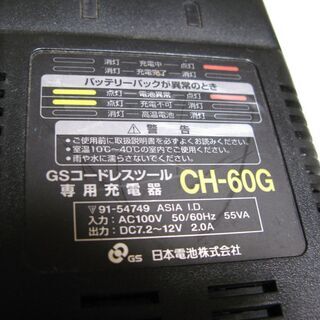 消灯 充電中 点灯
消灯 充電完了 消灯
バッテリーパックが異常のとき
点灯 電池異常 点灯
点灯 充電不可 消灯
消灯 高温電池 点灯
⚠ 警告
•ご使用前に取扱説明書を必ずよくお読みください。
•室温10℃~40℃の室内でご使用ください。
•雨や水に濡らさないでください。
GSコードレスツール
専用充電器 CH-60G
〒91-54749 ASIA I.D.
入力:AC100V 50/60Hz 55VA
出力:DC7.2~12V 2.0A
GS 日本電池株式会社